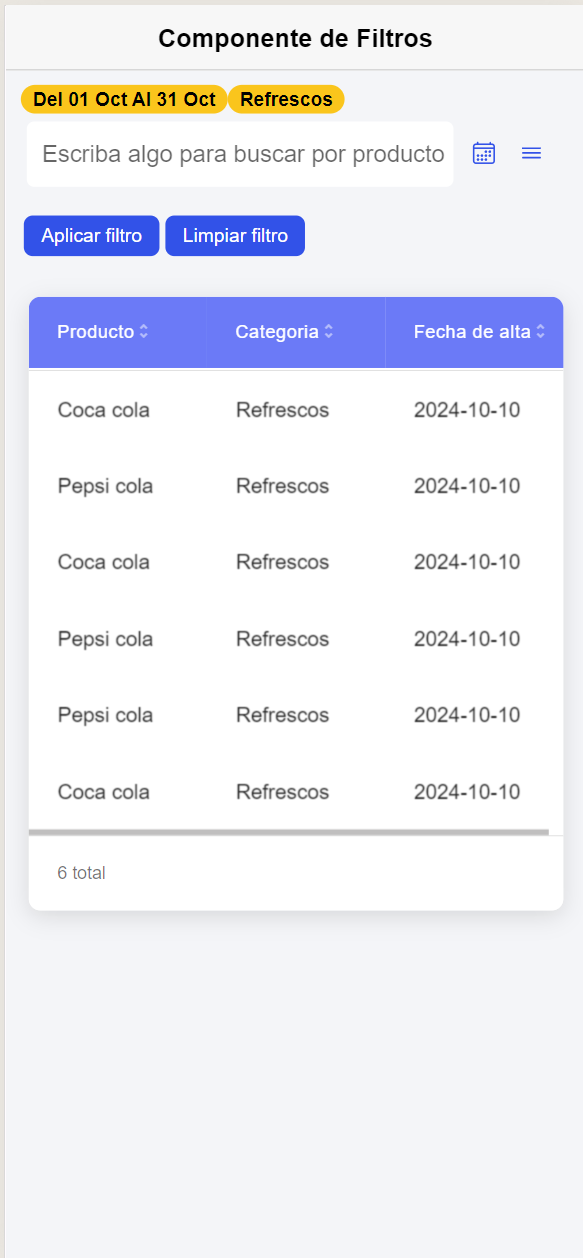 Componente de Filtros
Del 01 Oct Al 31 Oct Refrescos
Escriba algo para buscar por producto
Aplicar filtro Limpiar filtro
Producto Categoria Fecha de alta
Coca cola Refrescos 2024-10-10
Pepsi cola Refrescos 2024-10-10
Coca cola Refrescos 2024-10-10
Pepsi cola Refrescos 2024-10-10
Pepsi cola Refrescos 2024-10-10
Coca cola Refrescos 2024-10-10
6 total